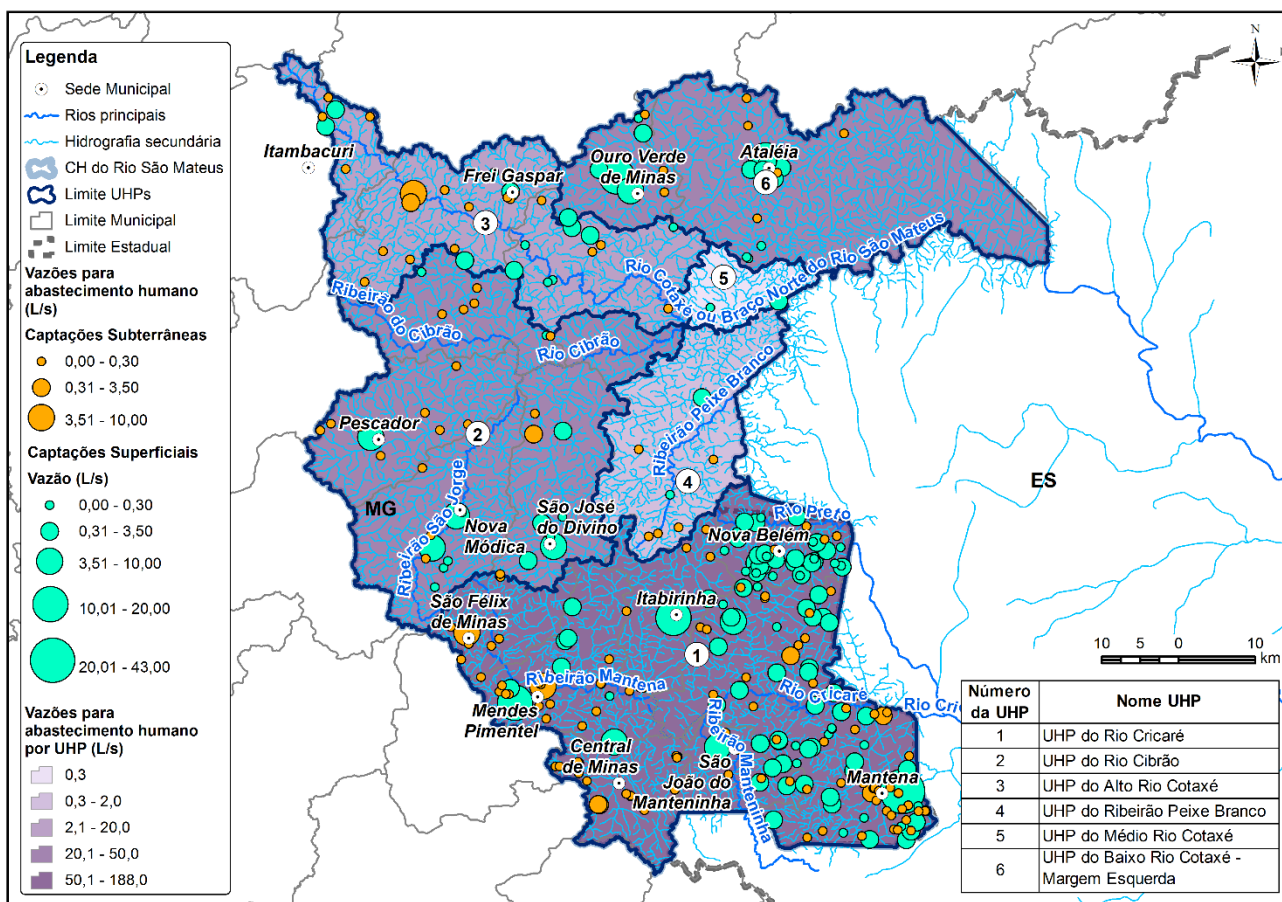 Legenda
Sede Municipal
Rios principais
Hidrografia secundária
CH do Rio São Mateus
Limite UHPs
Limite Municipal
Limite Estadual
Vazões para
abastecimento humano
(L/s)
Captações Subterrâneas
0,00 - 0,30
0,31 - 3,50
3,51 - 10,00
Captações Superficiais
Vazão (L/s)
0,00 - 0,30
0,31 - 3,50
3,51 - 10,00
10,01 - 20,00
20,01 - 43,00
Vazões para
abastecimento humano
por UHP (L/s)
0,3
0,3 - 2,0
2,1 - 20,0
20,1 - 50,0
50,1 - 188,0
N
Itambacuri
Frei Gaspar
Ouro Verde
de Minas
Ataléia
6
3
5
Rio Cotaxé ou Braço Norte do Rio São Mateus
Ribeirão do Cibrão
Rio Cibrão
Ribeirão Peixe Branco
Pescador
2
4
MG
ES
Ribeirão São Jorge
Nova
Módica
São José
do Divino
Rio Preto
Nova Belém
São Félix
de Minas
Itabirinha
1
Ribeirão Mantena
Rio Cricaré
Rio Cri
Mendes
Pimentel
Central
de Minas
Ribeirão Manteninha
São
João do
Manteninha
Mantena
10 5 0 10
km
Número da UHP Nome UHP
1 UHP do Rio Cricaré
2 UHP do Rio Cibrão
3 UHP do Alto Rio Cotaxé
4 UHP do Ribeirão Peixe Branco
5 UHP do Médio Rio Cotaxé
6 UHP do Baixo Rio Cotaxé -
Margem Esquerda